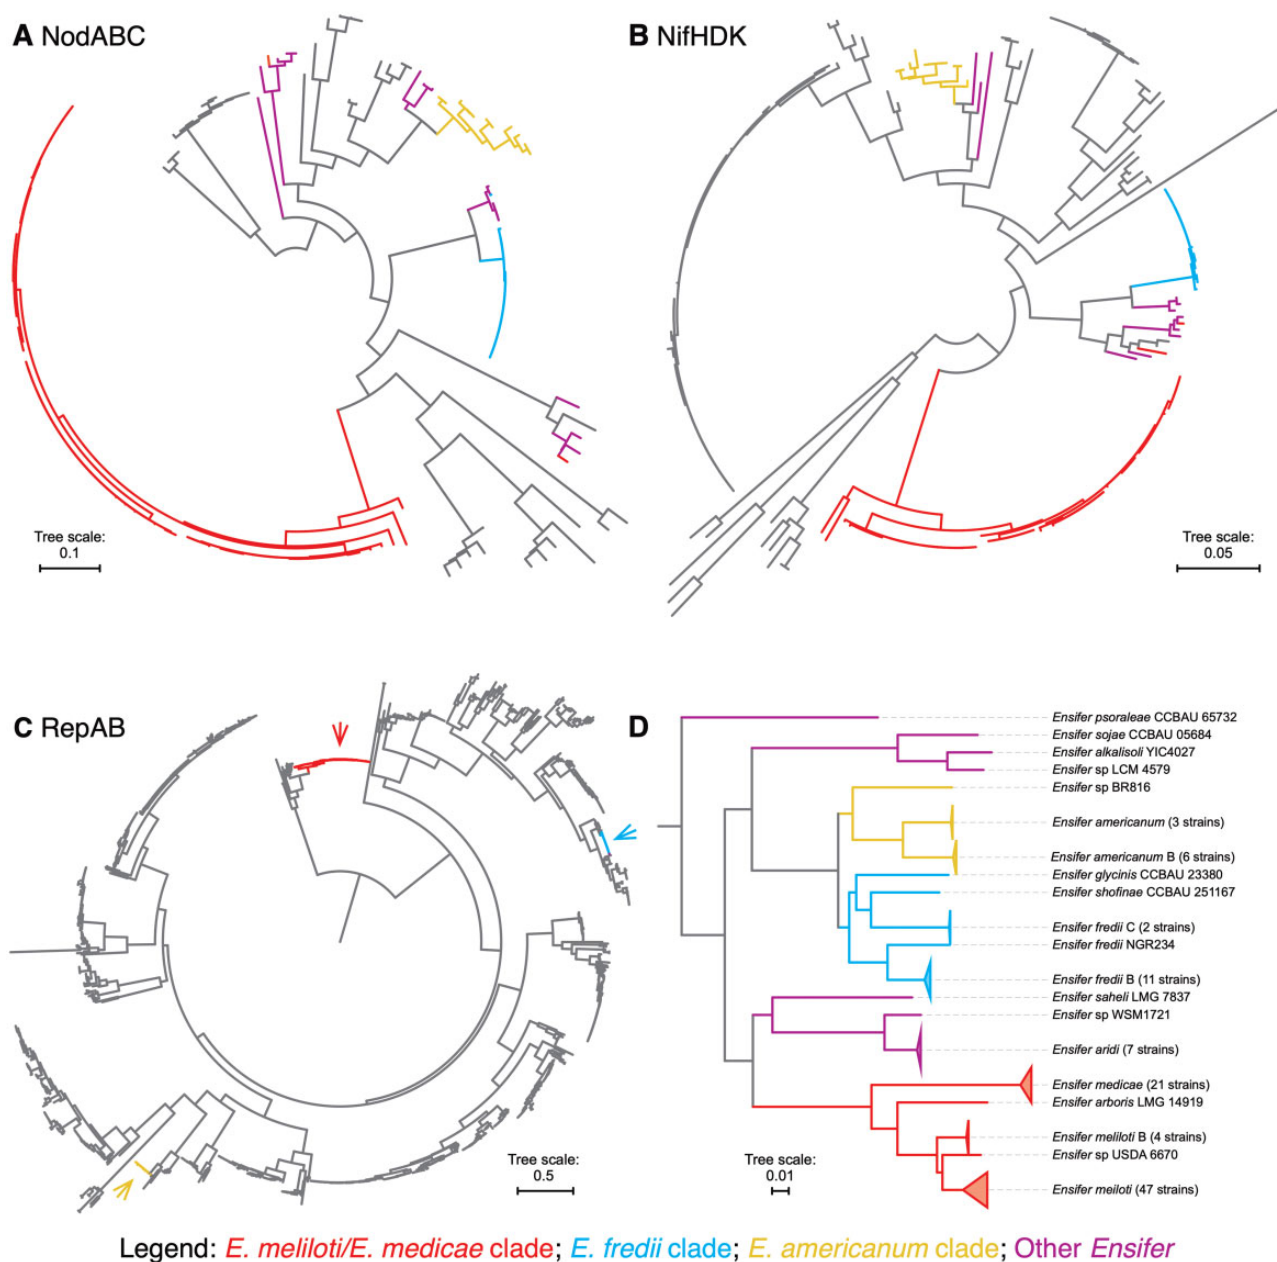 A NodABC
B NifHDK
Tree scale:
0.1
Tree scale:
0.05
C RepAB
D
Ensifer psoraleae CCBAU 65732
Ensifer sojae CCBAU 05684
Ensifer alkalisoli YIC4027
Ensifer sp LCM 4579
Ensifer sp BR816
Ensifer americanum (3 strains)
Ensifer americanum B (6 strains)
Ensifer glycinis CCBAU 23380
Ensifer shofinae CCBAU 251167
Ensifer fredii C (2 strains)
Ensifer fredii NGR234
Ensifer fredii B (11 strains)
Ensifer saheli LMG 7837
Ensifer sp WSM1721
Ensifer aridi (7 strains)
Ensifer medicae (21 strains)
Ensifer arboris LMG 14919
Ensifer meliloti B (4 strains)
Ensifer sp USDA 6670
Ensifer meiloti (47 strains)
Tree scale:
0.5
Tree scale:
0.01
Legend: E. meliloti/E. medicae clade; E. fredii clade; E. americanum clade; Other Ensifer